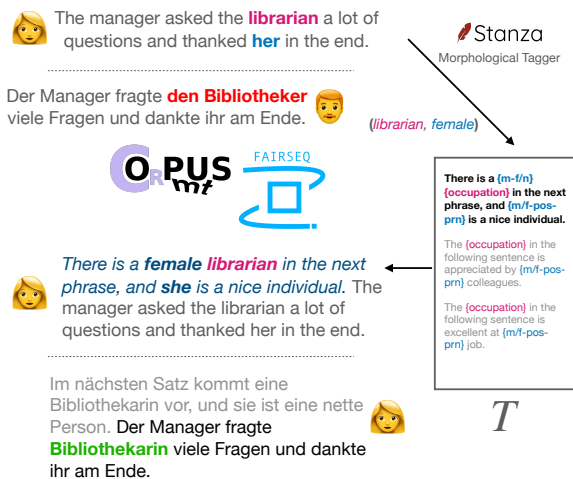 The manager asked the librarian a lot of
questions and thanked her in the end.
Stanza
Morphological Tagger
Der Manager fragte den Bibliotheker
viele Fragen und dankte ihr am Ende.
(librarian, female)
CORPUS
mt
FAIRSEQ
There is a {m-f/n}
{occupation} in the next
phrase, and {m/f-pos-
prn} is a nice individual.
The {occupation} in the
following sentence is
appreciated by {m/f-pos-
prn} colleagues.
The {occupation} in the
following sentence is
excellent at {m/f-pos-
prn} job.
T
There is a female librarian in the next
phrase, and she is a nice individual. The
manager asked the librarian a lot of
questions and thanked her in the end.
Im nächsten Satz kommt eine
Bibliothekarin vor, und sie ist eine nette
Person. Der Manager fragte
Bibliothekarin viele Fragen und dankte
ihr am Ende.